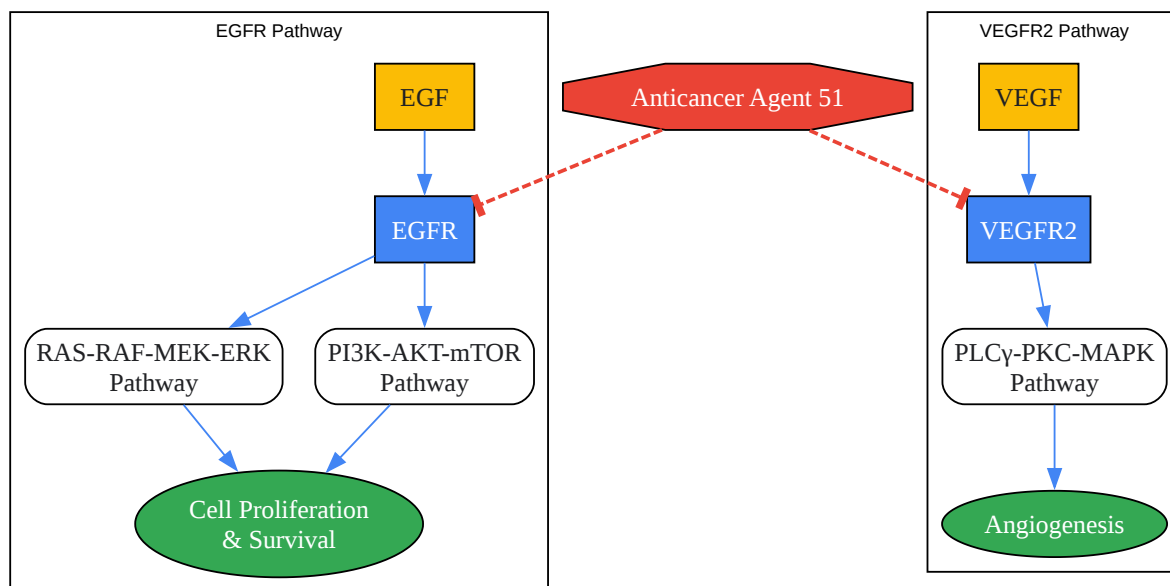 EGFR Pathway
VEGFR2 Pathway
EGF
Anticancer Agent 51
VEGF
EGFR
VEGFR2
RAS-RAF-MEK-ERK
Pathway
PI3K-AKT-mTOR
Pathway
PLCγ-PKC-MAPK
Pathway
Cell Proliferation
& Survival
Angiogenesis